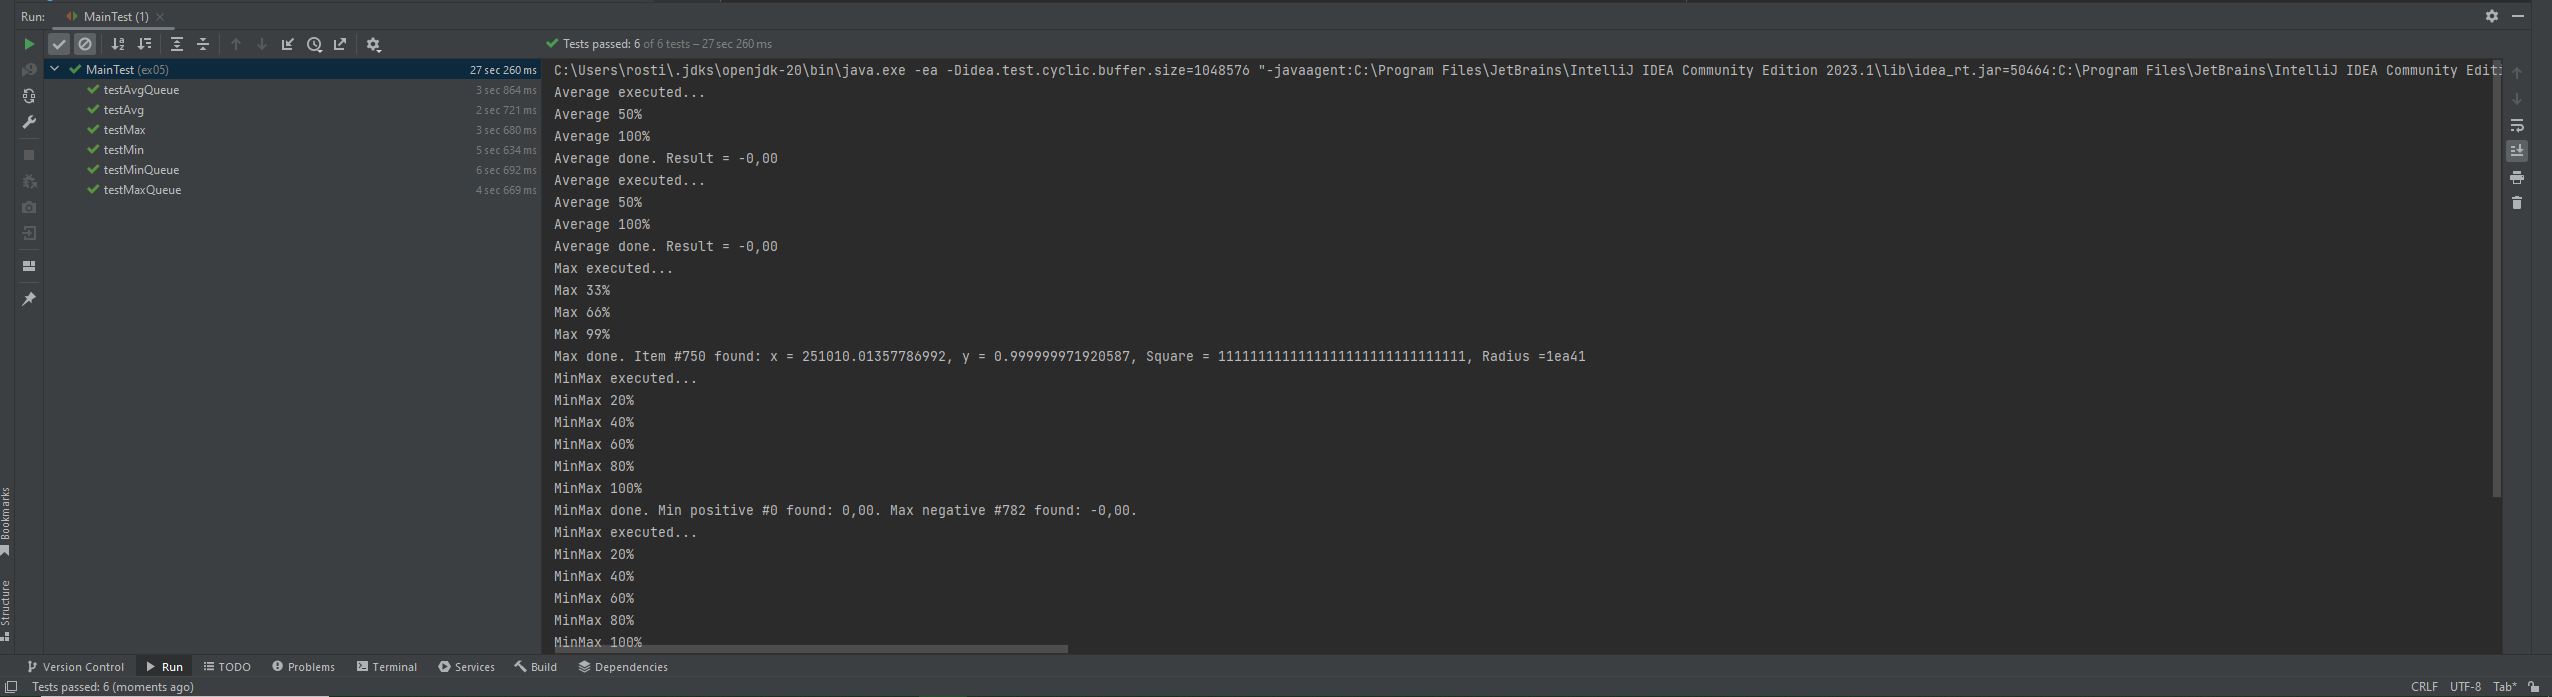 Run: MainTest (1)
Tests passed: 6 of 6 tests – 27 sec 260 ms
MainTest (ex05) 27 sec 260 ms
testAvgQueue 3 sec 864 ms
testAvg 2 sec 721 ms
testMax 3 sec 680 ms
testMin 5 sec 634 ms
testMinQueue 6 sec 692 ms
testMaxQueue 4 sec 669 ms
C:\Users\rosti\.jdks\openjdk-20\bin\java.exe -ea -Didea.test.cyclic.buffer.size=1048576 "-javaagent:C:\Program Files\JetBrains\IntelliJ IDEA Community Edition 2023.1\lib\idea_rt.jar=50464:C:\Program Files\JetBrains\IntelliJ IDEA Community Editi
Average executed...
Average 50%
Average 100%
Average done. Result = -0,00
Average executed...
Average 50%
Average 100%
Average done. Result = -0,00
Max executed...
Max 33%
Max 66%
Max 99%
Max done. Item #750 found: x = 251010.01357786992, y = 0.999999971920587, Square = 1111111111111111111111111111111, Radius =1ea41
MinMax executed...
MinMax 20%
MinMax 40%
MinMax 60%
MinMax 80%
MinMax 100%
MinMax done. Min positive #0 found: 0,00. Max negative #782 found: -0,00.
MinMax executed...
MinMax 20%
MinMax 40%
MinMax 60%
MinMax 80%
MinMax 100%
Bookmarks
Structure
Version Control Run TODO Problems Terminal Services Build Dependencies
Tests passed: 6 (moments ago)
CRLF UTF-8 Tab*